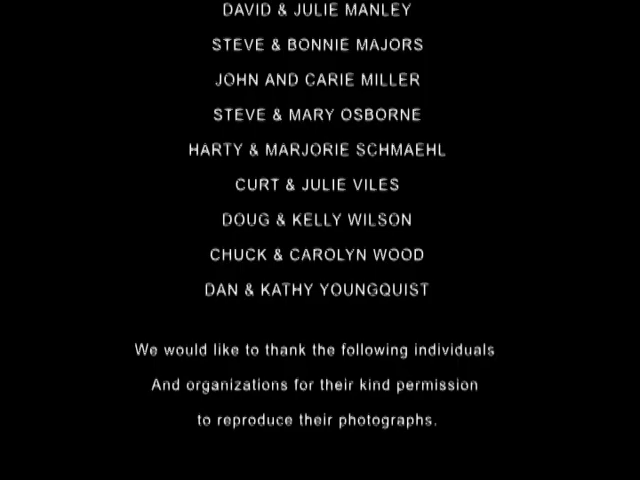 DAVID & JULIE MANLEY
STEVE & BONNIE MAJORS
JOHN AND CARIE MILLER
STEVE & MARY OSBORNE
HARTY & MARJORIE SCHMAEHL
CURT & JULIE VILES
DOUG & KELLY WILSON
CHUCK & CAROLYN WOOD
DAN & KATHY YOUNGQUIST
We would like to thank the following individuals
And organizations for their kind permission
to reproduce their photographs.